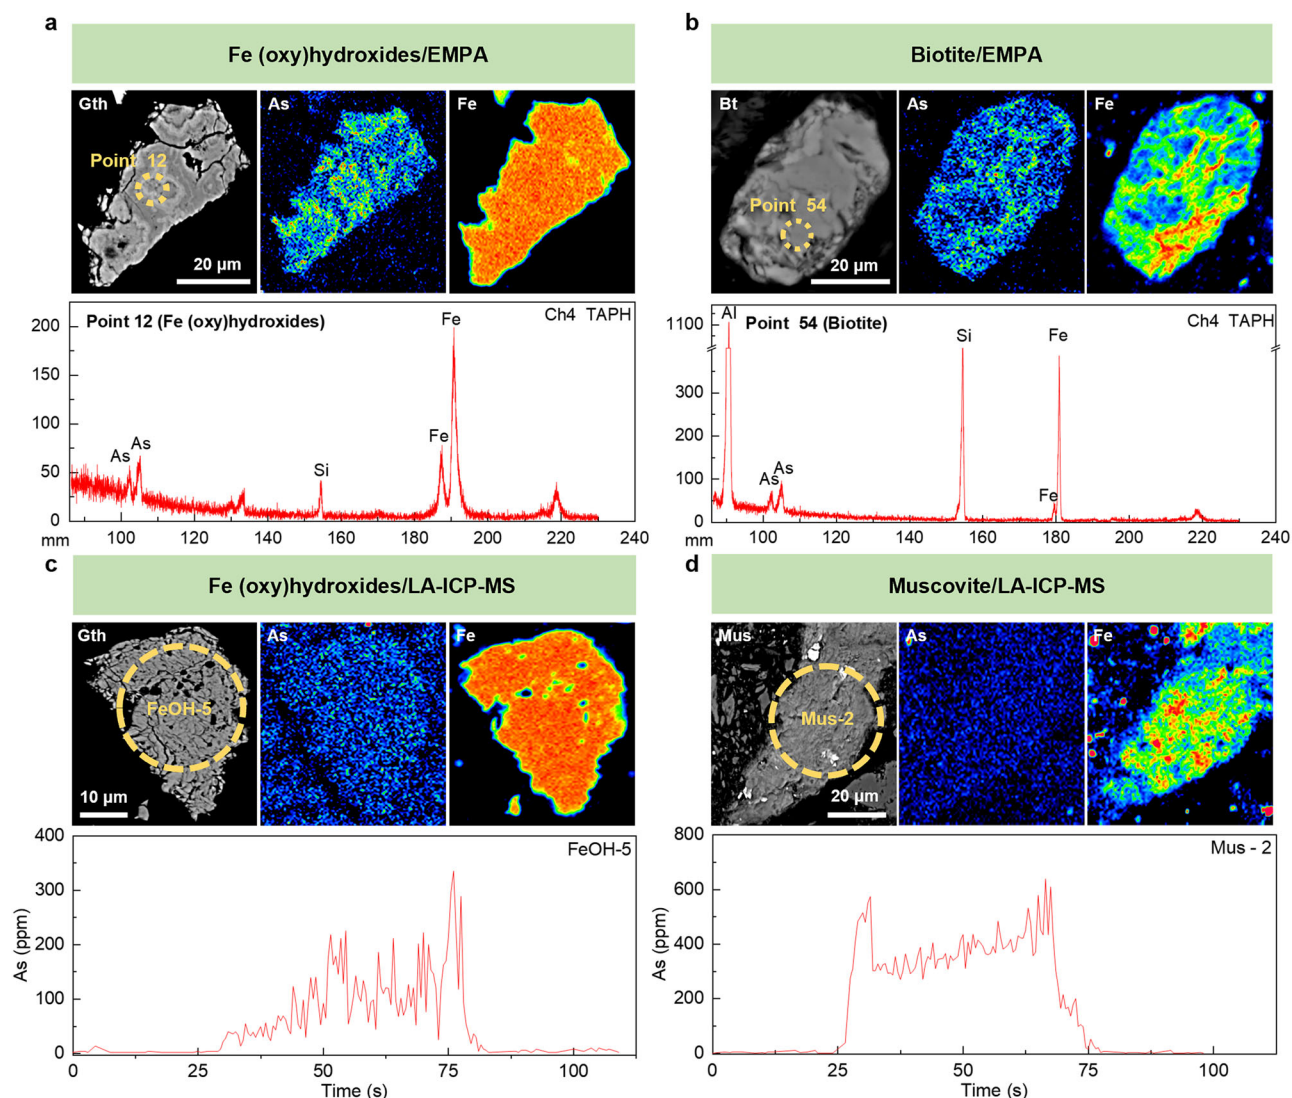 a
Fe (oxy)hydroxides/EMPA
Gth
As
Fe
Point 12
20 µm
200
150
100
50
0
Point 12 (Fe (oxy)hydroxides)
Ch4 TAPH
As
As
Si
Fe
Fe
mm
100
120
140
160
180
200
220
240
b
Biotite/EMPA
Bt
As
Fe
Point 54
20 µm
1100
300
200
100
0
Al
Point 54 (Biotite)
Ch4 TAPH
As
As
Si
Fe
Fe
mm
100
120
140
160
180
200
220
240
c
Fe (oxy)hydroxides/LA-ICP-MS
Gth
As
Fe
FeOH-5
10 µm
400
300
200
100
0
As (ppm)
FeOH-5
0
25
50
75
100
Time (s)
d
Muscovite/LA-ICP-MS
Mus
As
Fe
Mus-2
20 µm
800
600
400
200
0
As (ppm)
Mus - 2
0
25
50
75
100
Time (s)